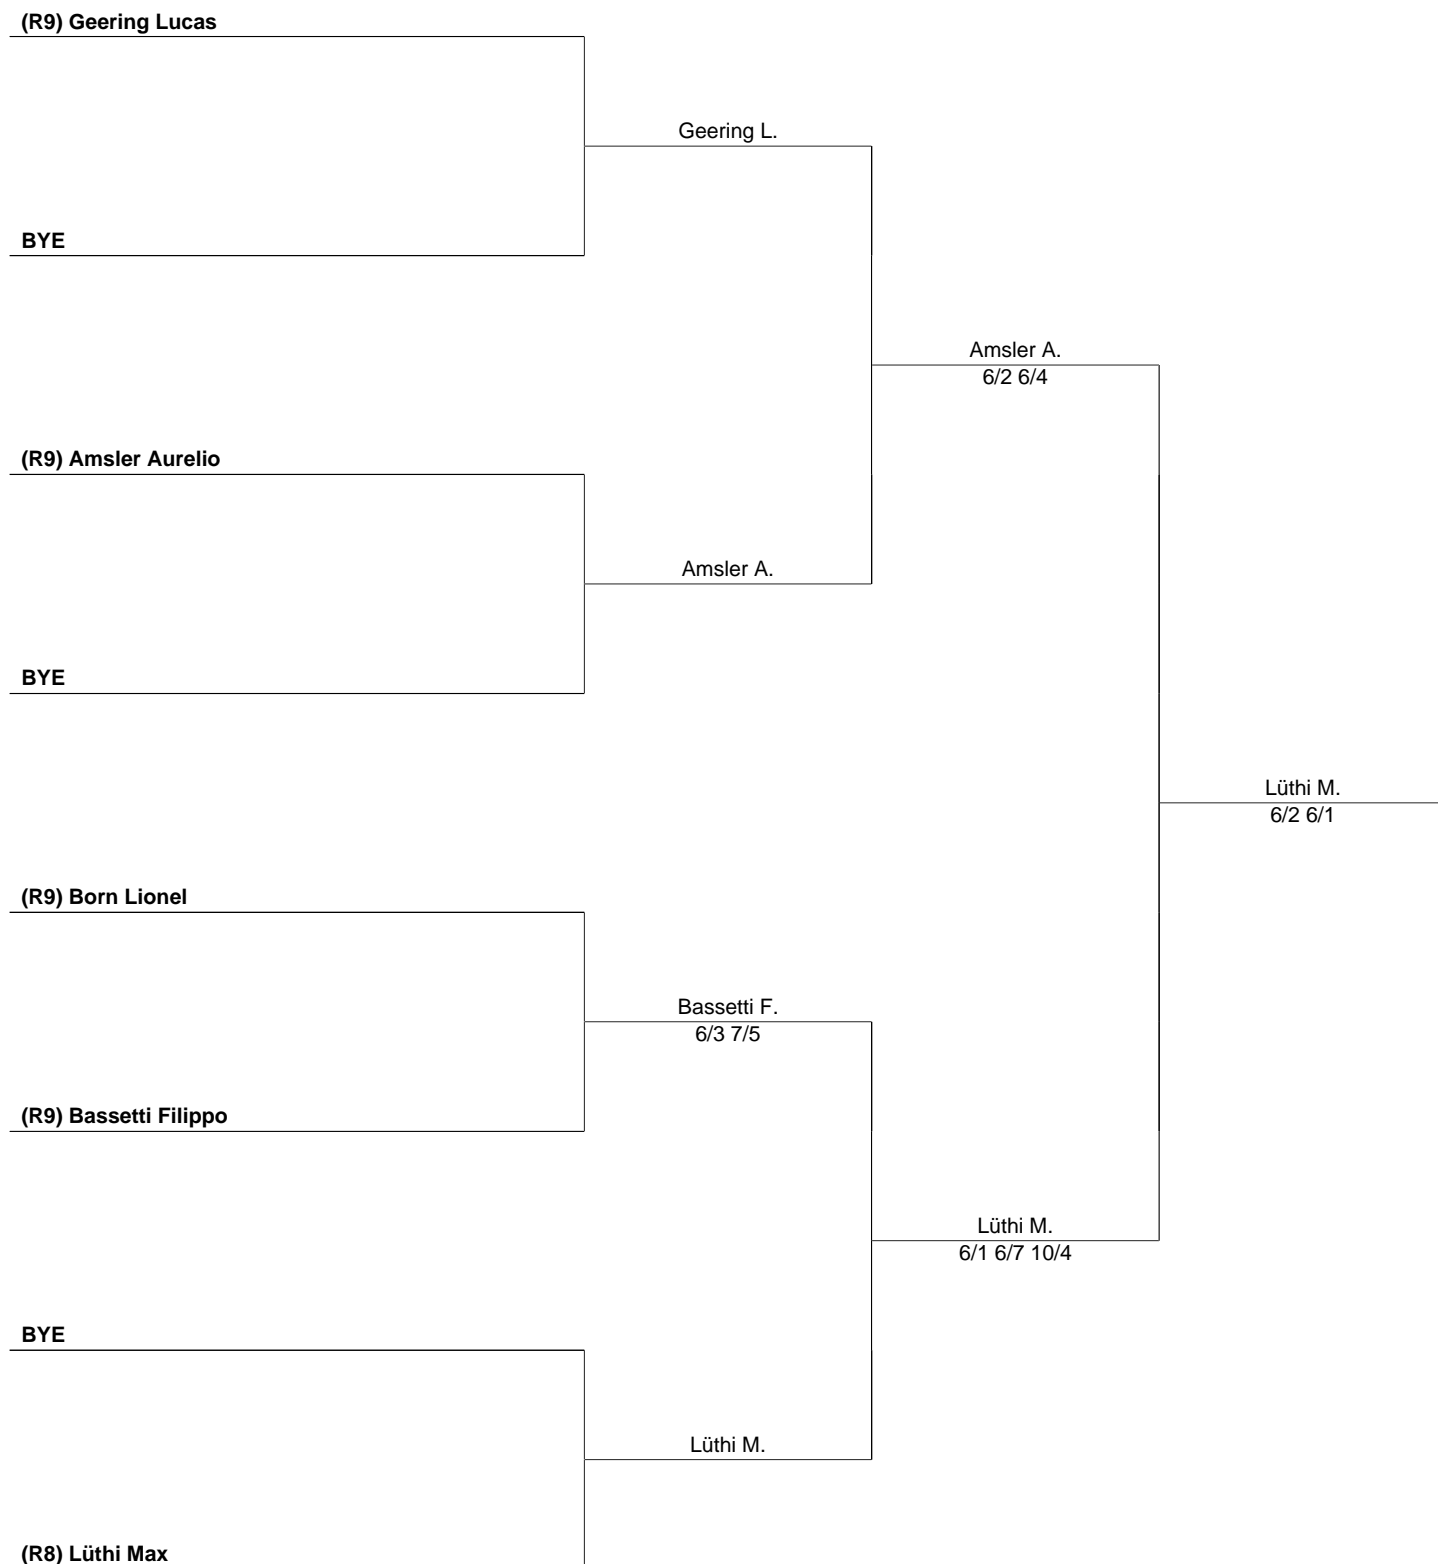 (R9) Geering Lucas
Geering L.
BYE
Amsler A.
6/2 6/4
(R9) Amsler Aurelio
Amsler A.
BYE
Lüthi M.
6/2 6/1
(R9) Born Lionel
Bassetti F.
6/3 7/5
(R9) Bassetti Filippo
Lüthi M.
6/1 6/7 10/4
BYE
Lüthi M.
(R8) Lüthi Max